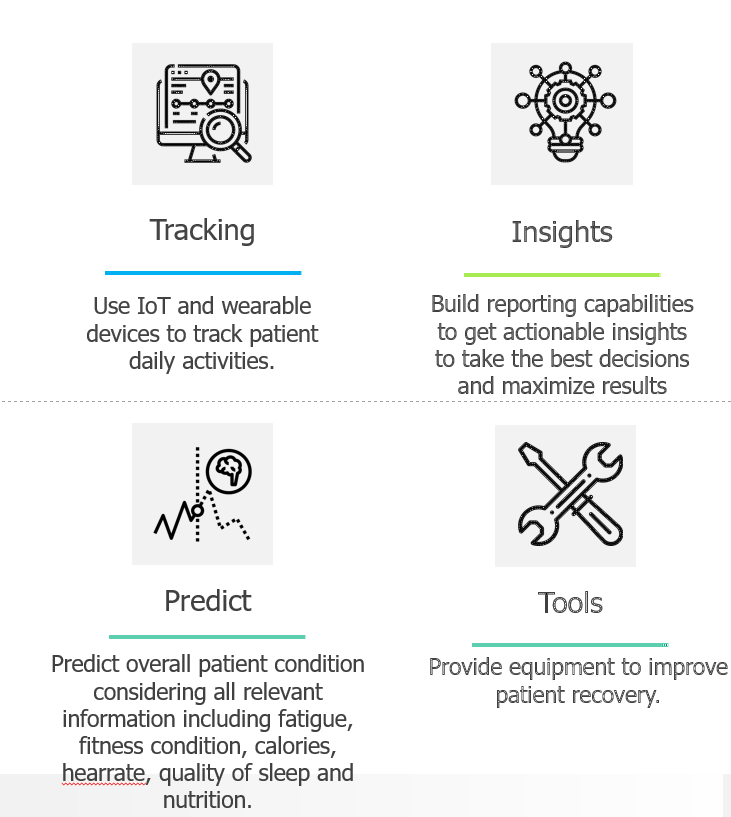 Tracking
Use IoT and wearable
devices to track patient
daily activities.
Insights
Build reporting capabilities
to get actionable insights
to take the best decisions
and maximize results
Predict
Predict overall patient condition
considering all relevant
information including fatigue,
fitness condition, calories,
hearrate, quality of sleep and
nutrition.
Tools
Provide equipment to improve
patient recovery.